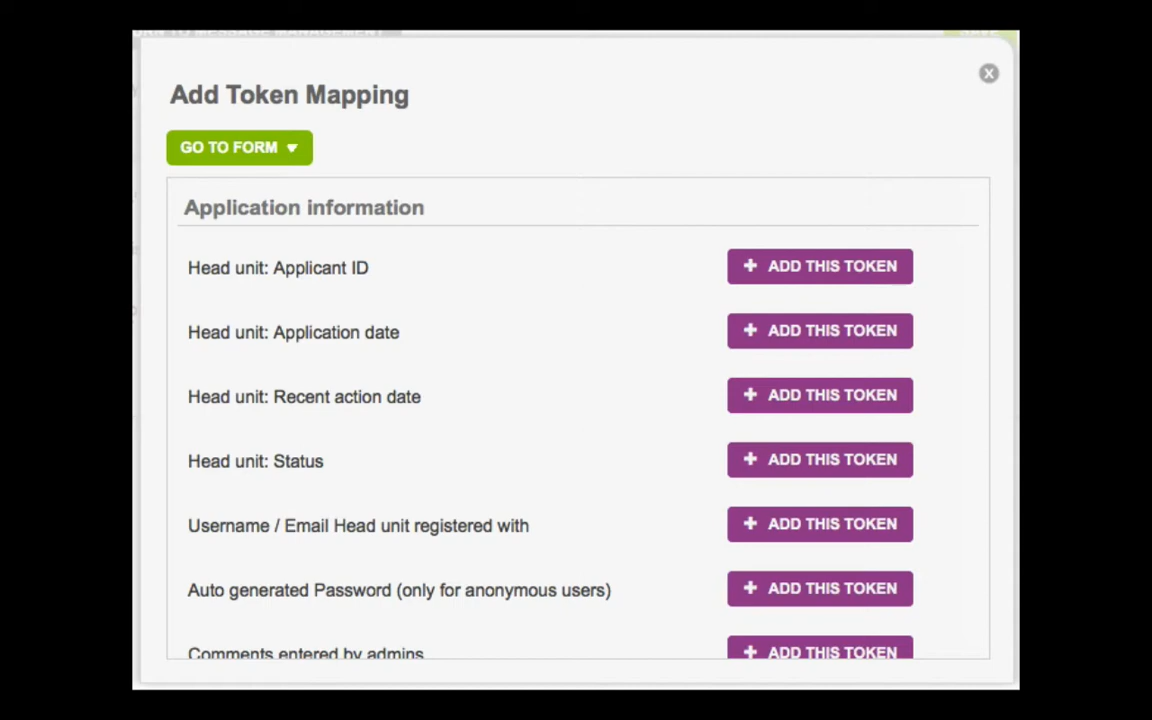 Add Token Mapping
GO TO FORM
Application information
Head unit: Applicant ID
ADD THIS TOKEN
Head unit: Application date
ADD THIS TOKEN
Head unit: Recent action date
ADD THIS TOKEN
Head unit: Status
ADD THIS TOKEN
Username / Email Head unit registered with
ADD THIS TOKEN
Auto generated Password (only for anonymous users)
ADD THIS TOKEN
Comments entered by admins
ADD THIS TOKEN